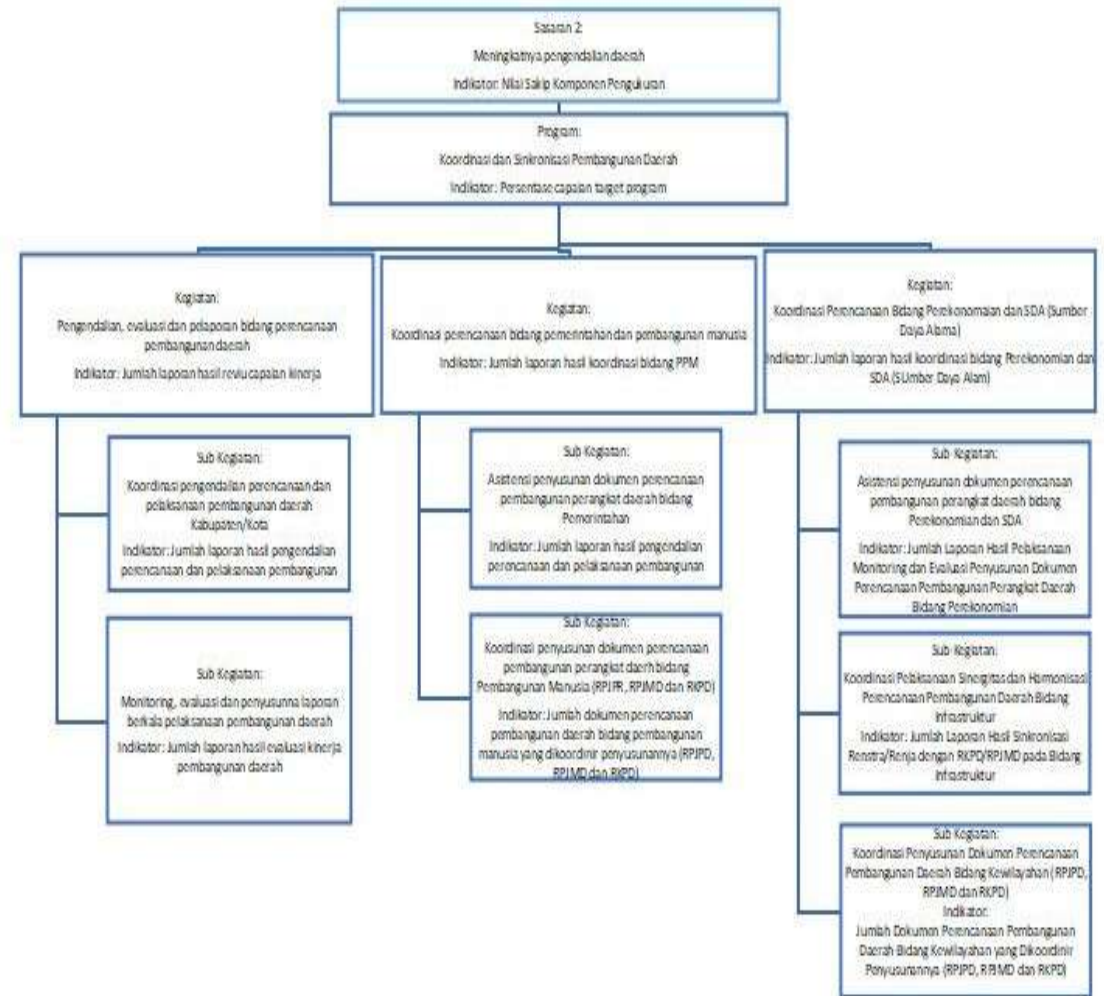 Sasaran 2:
Meningkatnya pengendalian daerah
Indikator: Nilai Sakip Komponen Pengukuran
Program:
Koordinasi dan Sinkronisasi Pembangunan Daerah
Indikator: Persentase capaian target program
Kegiatan:
Pengendalian, evaluasi dan pelaporan bidang perencanaan
pembangunan daerah
Indikator: Jumlah laporan hasil reviu capaian kinerja
Sub Kegiatan:
Koordinasi pengendalian perencanaan dan
pelaksanaan pembangunan daerah
Kabupaten/Kota
Indikator: Jumlah laporan hasil pengendalian
perencanaan dan pelaksanaan pembangunan
Sub Kegiatan:
Monitoring, evaluasi dan penyusunna laporan
berkala pelaksanaan pembangunan daerah
Indikator: Jumlah laporan hasil evaluasi kinerja
pembangunan daerah
Kegiatan:
Koordinasi perencanaan bidang pemerintahan dan pembangunan manusia
Indikator: Jumlah laporan hasil koordinasi bidang PPM
Sub Kegiatan:
Asistensi penyusunan dokumen perencanaan
pembangunan perangkat daerah bidang
Pemerintahan
Indikator: Jumlah laporan hasil pengendalian
perencanaan dan pelaksanaan pembangunan
Sub Kegiatan:
Koordinasi penyusunan dokumen perencanaan
pembangunan perangkat daerh bidang
Pembangunan Manusia (RPJPR, RPJMD dan RKPD)
Indikator: Jumlah dokumen perencanaan
pembangunan daerah bidang pembangunan
manusia yang dikoordinir penyusunannya (RPJPD,
RPJMD dan RKPD)
Kegiatan:
Koordinasi Perencanaan Bidang Perekonomaian dan SDA (Sumber
Daya Alama)
Indikator: Jumlah laporan hasil kooridinasi bidang Perekonomian dan
SDA (SUmber Daya Alam)
Sub Kegiatan:
Asistensi penyusunan dokumen perencanaan
pembangunan perangkat daerah bidang
Perekonomian dan SDA
Indikator: Jumlah Laporan Hasil Pelaksanaan
Monitoring dan Evaluasi Penyusunan Dokumen
Perencanaan Pembangunan Perangkat Daerah
Bidang Perekonomian
Sub Kegiatan:
Koordinasi Pelaksanaan Sinergitas dan Harmonisasi
Perencanaan Pembangunan Daerah Bidang
Infrastruktur
Indikator: Jumlah Laporan Hasil Sinkronisasi
Renstra/Renja dengan RKPD/RPJMD pada Bidang
Infrastruktur
Sub Kegiatan:
Koordinasi Penyusunan Dokumen Perencanaan
Pembangunan Daerah Bidang Kewilayahan (RPJPD,
RPJMD dan RKPD)
Indikator:
Jumlah Dokumen Perencanaan Pembangunan
Daerah Bidang Kewilayahan yang Dikoordinir
Penyusunannya (RPJPD, RPJMD dan RKPD)